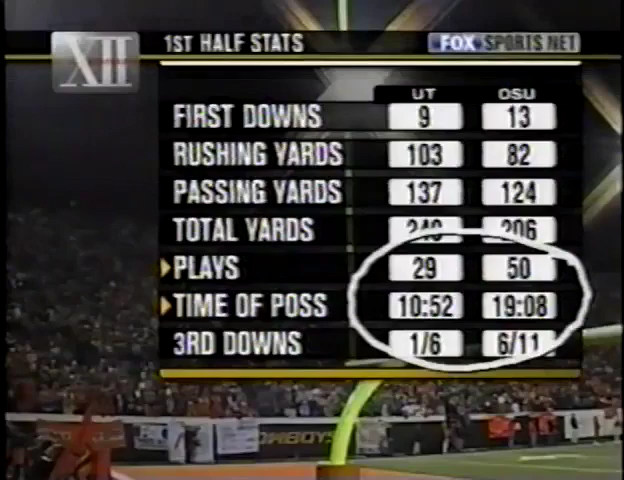 XII
1ST HALF STATS
FOX SPORTS NET
UT OSU
FIRST DOWNS 9 13
RUSHING YARDS 103 82
PASSING YARDS 137 124
TOTAL YARDS 240 206
PLAYS 29 50
TIME OF POSS 10:52 19:08
3RD DOWNS 1/6 6/11